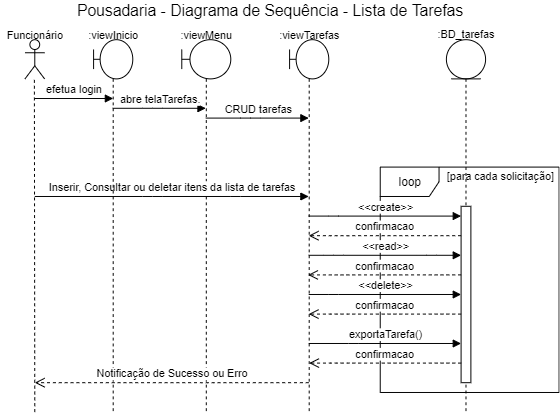 Pousadaria - Diagrama de Sequência - Lista de Tarefas
Funcionário
:viewInicio
:viewMenu
:viewTarefas
:BD_tarefas
efetua login
abre telaTarefas
CRUD tarefas
loop
[para cada solicitação]
Inserir, Consultar ou deletar itens da lista de tarefas
<<create>>
confirmacao
<<read>>
confirmacao
<<delete>>
confirmacao
exportaTarefa()
confirmacao
Notificação de Sucesso ou Erro